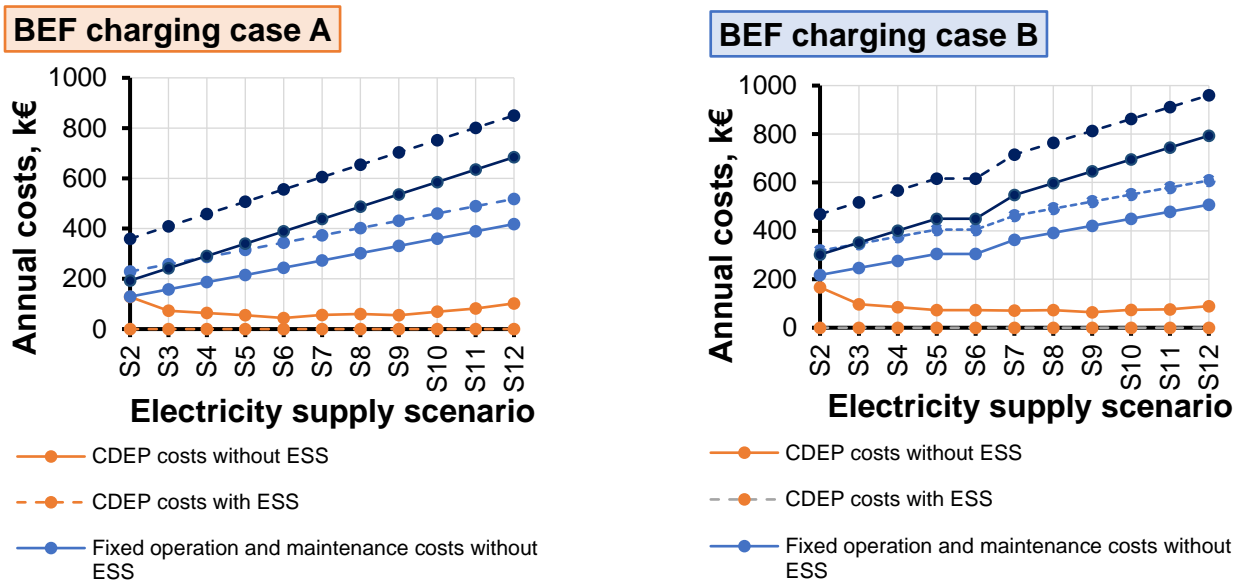 BEF charging case A
1000
800
600
400
200
0
Annual costs, k€
S2
S3
S4
S5
S6
S7
S8
S9
S10
S11
S12
Electricity supply scenario
CDEP costs without ESS
CDEP costs with ESS
Fixed operation and maintenance costs without
ESS
BEF charging case B
1000
800
600
400
200
0
Annual costs, k€
S2
S3
S4
S5
S6
S7
S8
S9
S10
S11
S12
Electricity supply scenario
CDEP costs without ESS
CDEP costs with ESS
Fixed operation and maintenance costs without
ESS